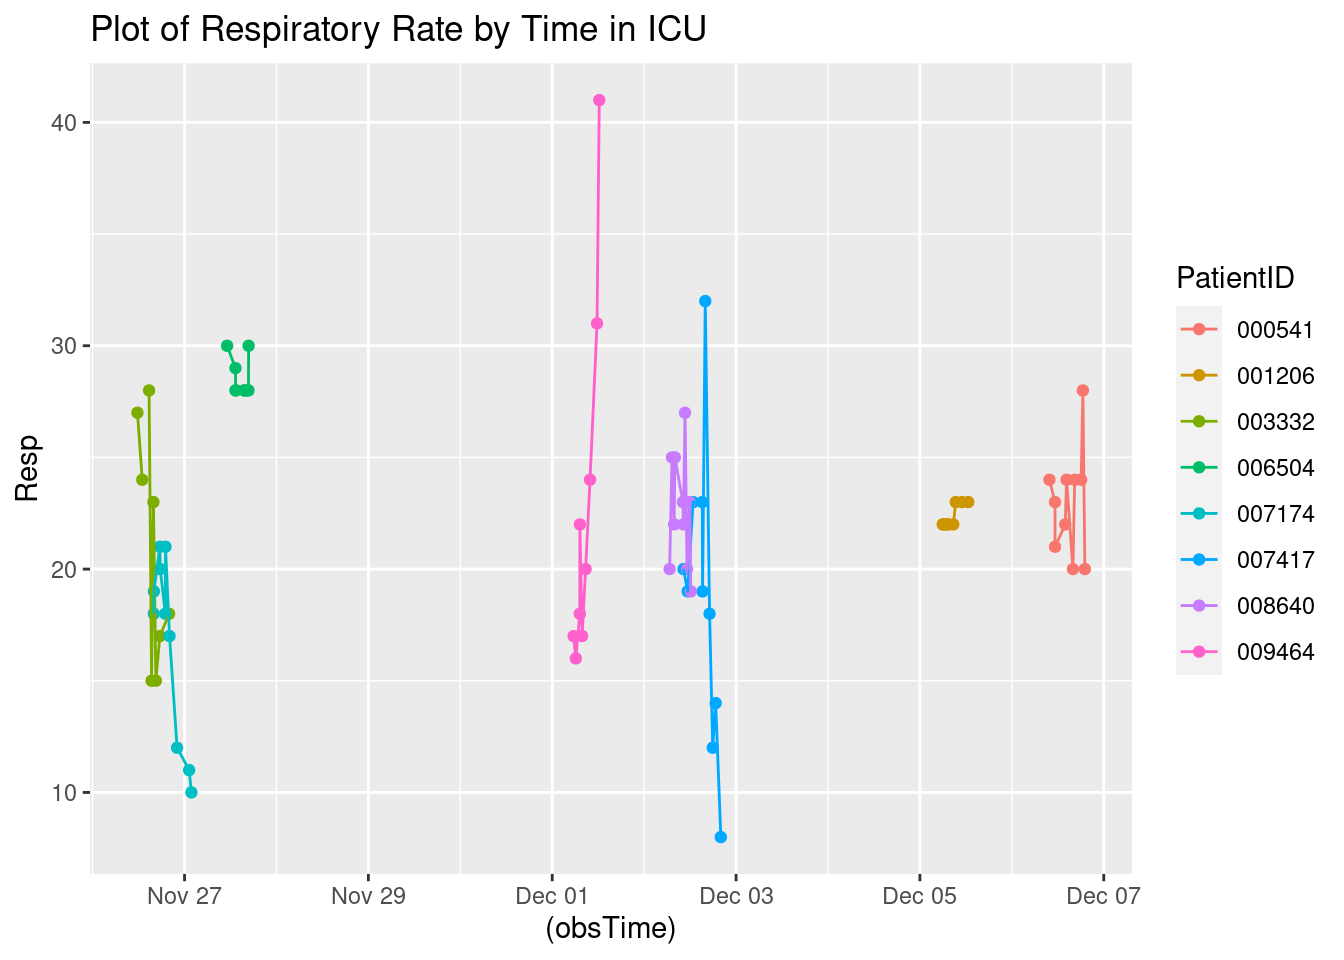 Plot of Respiratory Rate by Time in ICU
40
30
20
10
Resp
Nov 27
Nov 29
Dec 01
Dec 03
Dec 05
Dec 07
(obsTime)
PatientID
000541
001206
003332
006504
007174
007417
008640
009464